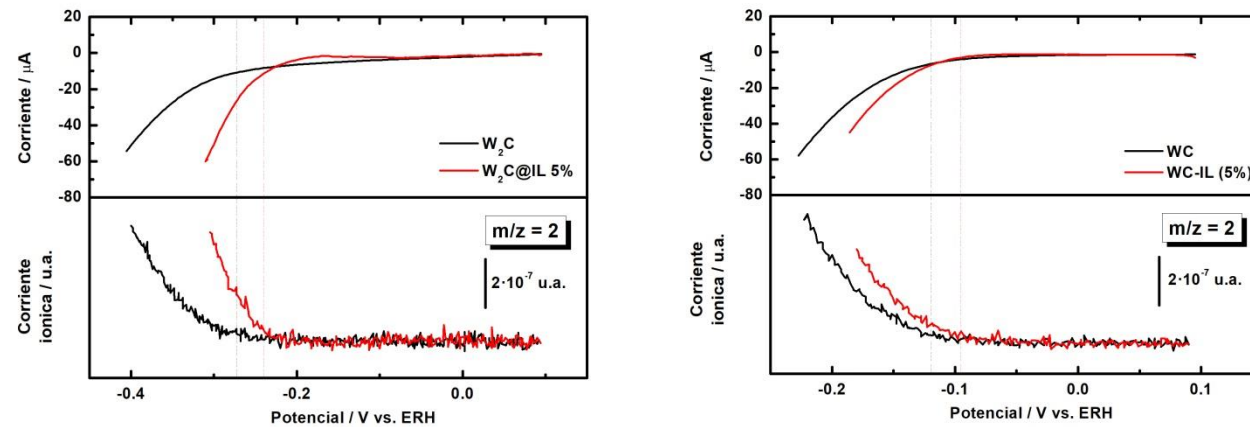 20
0
-20
-40
-60
-80
Corriente / µA
W₂C
W₂C@IL 5%
m/z = 2
2·10⁻⁷ u.a.
Corriente
ionica / u.a.
-0.4
-0.2
0.0
Potencial / V vs. ERH
20
0
-20
-40
-60
-80
Corriente / µA
WC
WC-IL (5%)
m/z = 2
2·10⁻⁷ u.a.
Corriente
ionica / u.a.
-0.2
-0.1
0.0
0.1
Potencial / V vs. ERH